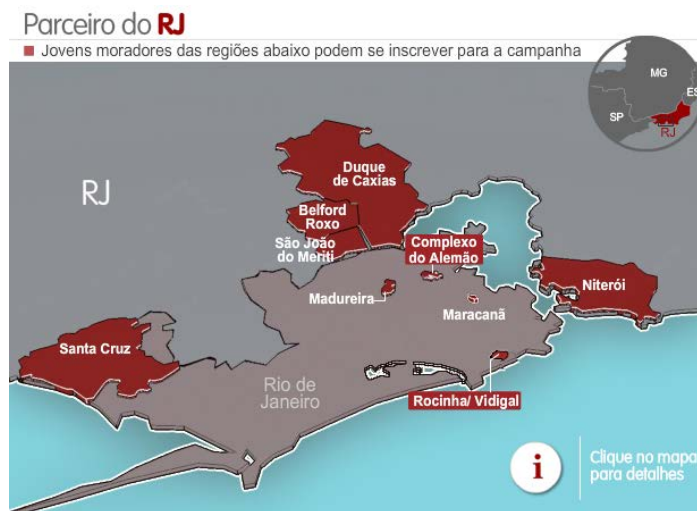 Parceiro do RJ
Jovens moradores das regiões abaixo podem se inscrever para a campanha
MG
ES
SP
RJ
RJ
Duque
de Caxias
Belford
Roxo
São João
do Meriti
Complexo
do Alemão
Niterói
Madureira
Maracanã
Santa Cruz
Rio de
Janeiro
Rocinha/ Vidigal
i
Clique no mapa
para detalhes